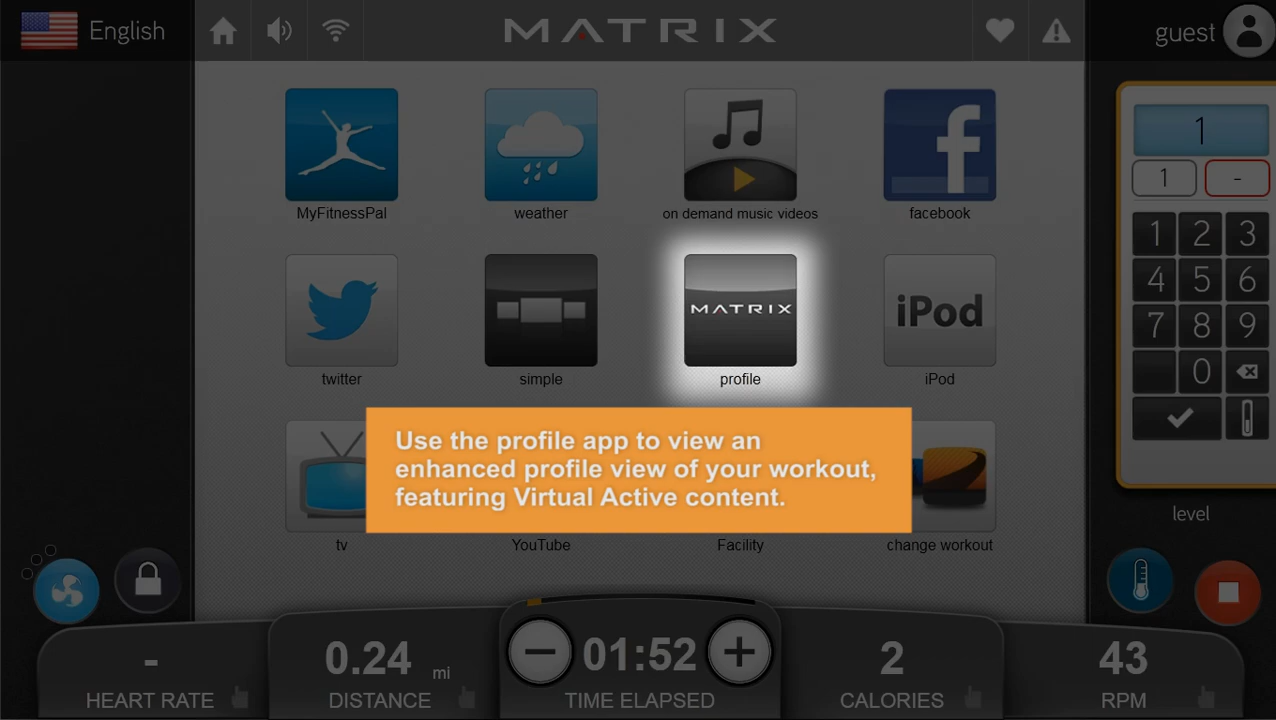 English
MATRIX
guest
MyFitnessPal
weather
on demand music videos
facebook
MATRIX
iPod
twitter
simple
profile
iPod
Use the profile app to view an
enhanced profile view of your workout,
featuring Virtual Active content.
tv
YouTube
Facility
change workout
1
1
-
1 2 3
4 5 6
7 8 9
0
level
-
HEART RATE
0.24 mi
DISTANCE
01:52
TIME ELAPSED
2
CALORIES
43
RPM